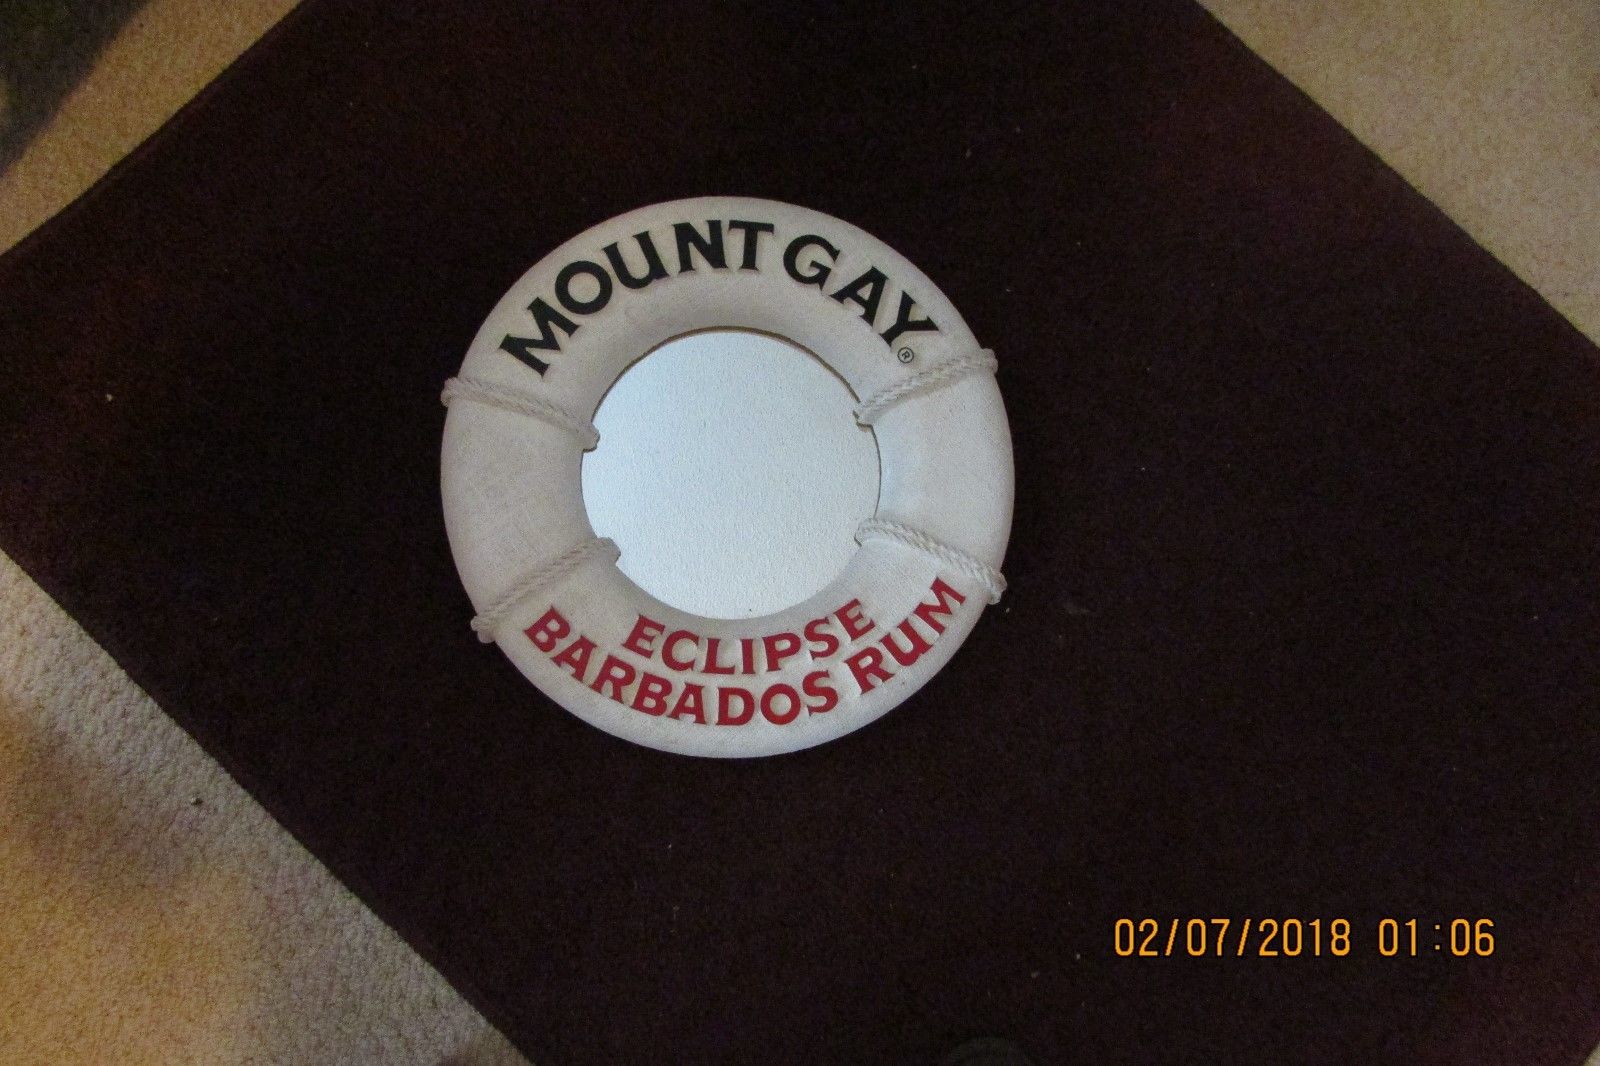 MOUNT GAY®
ECLIPSE
BARBADOS RUM
02/07/2018 01:06